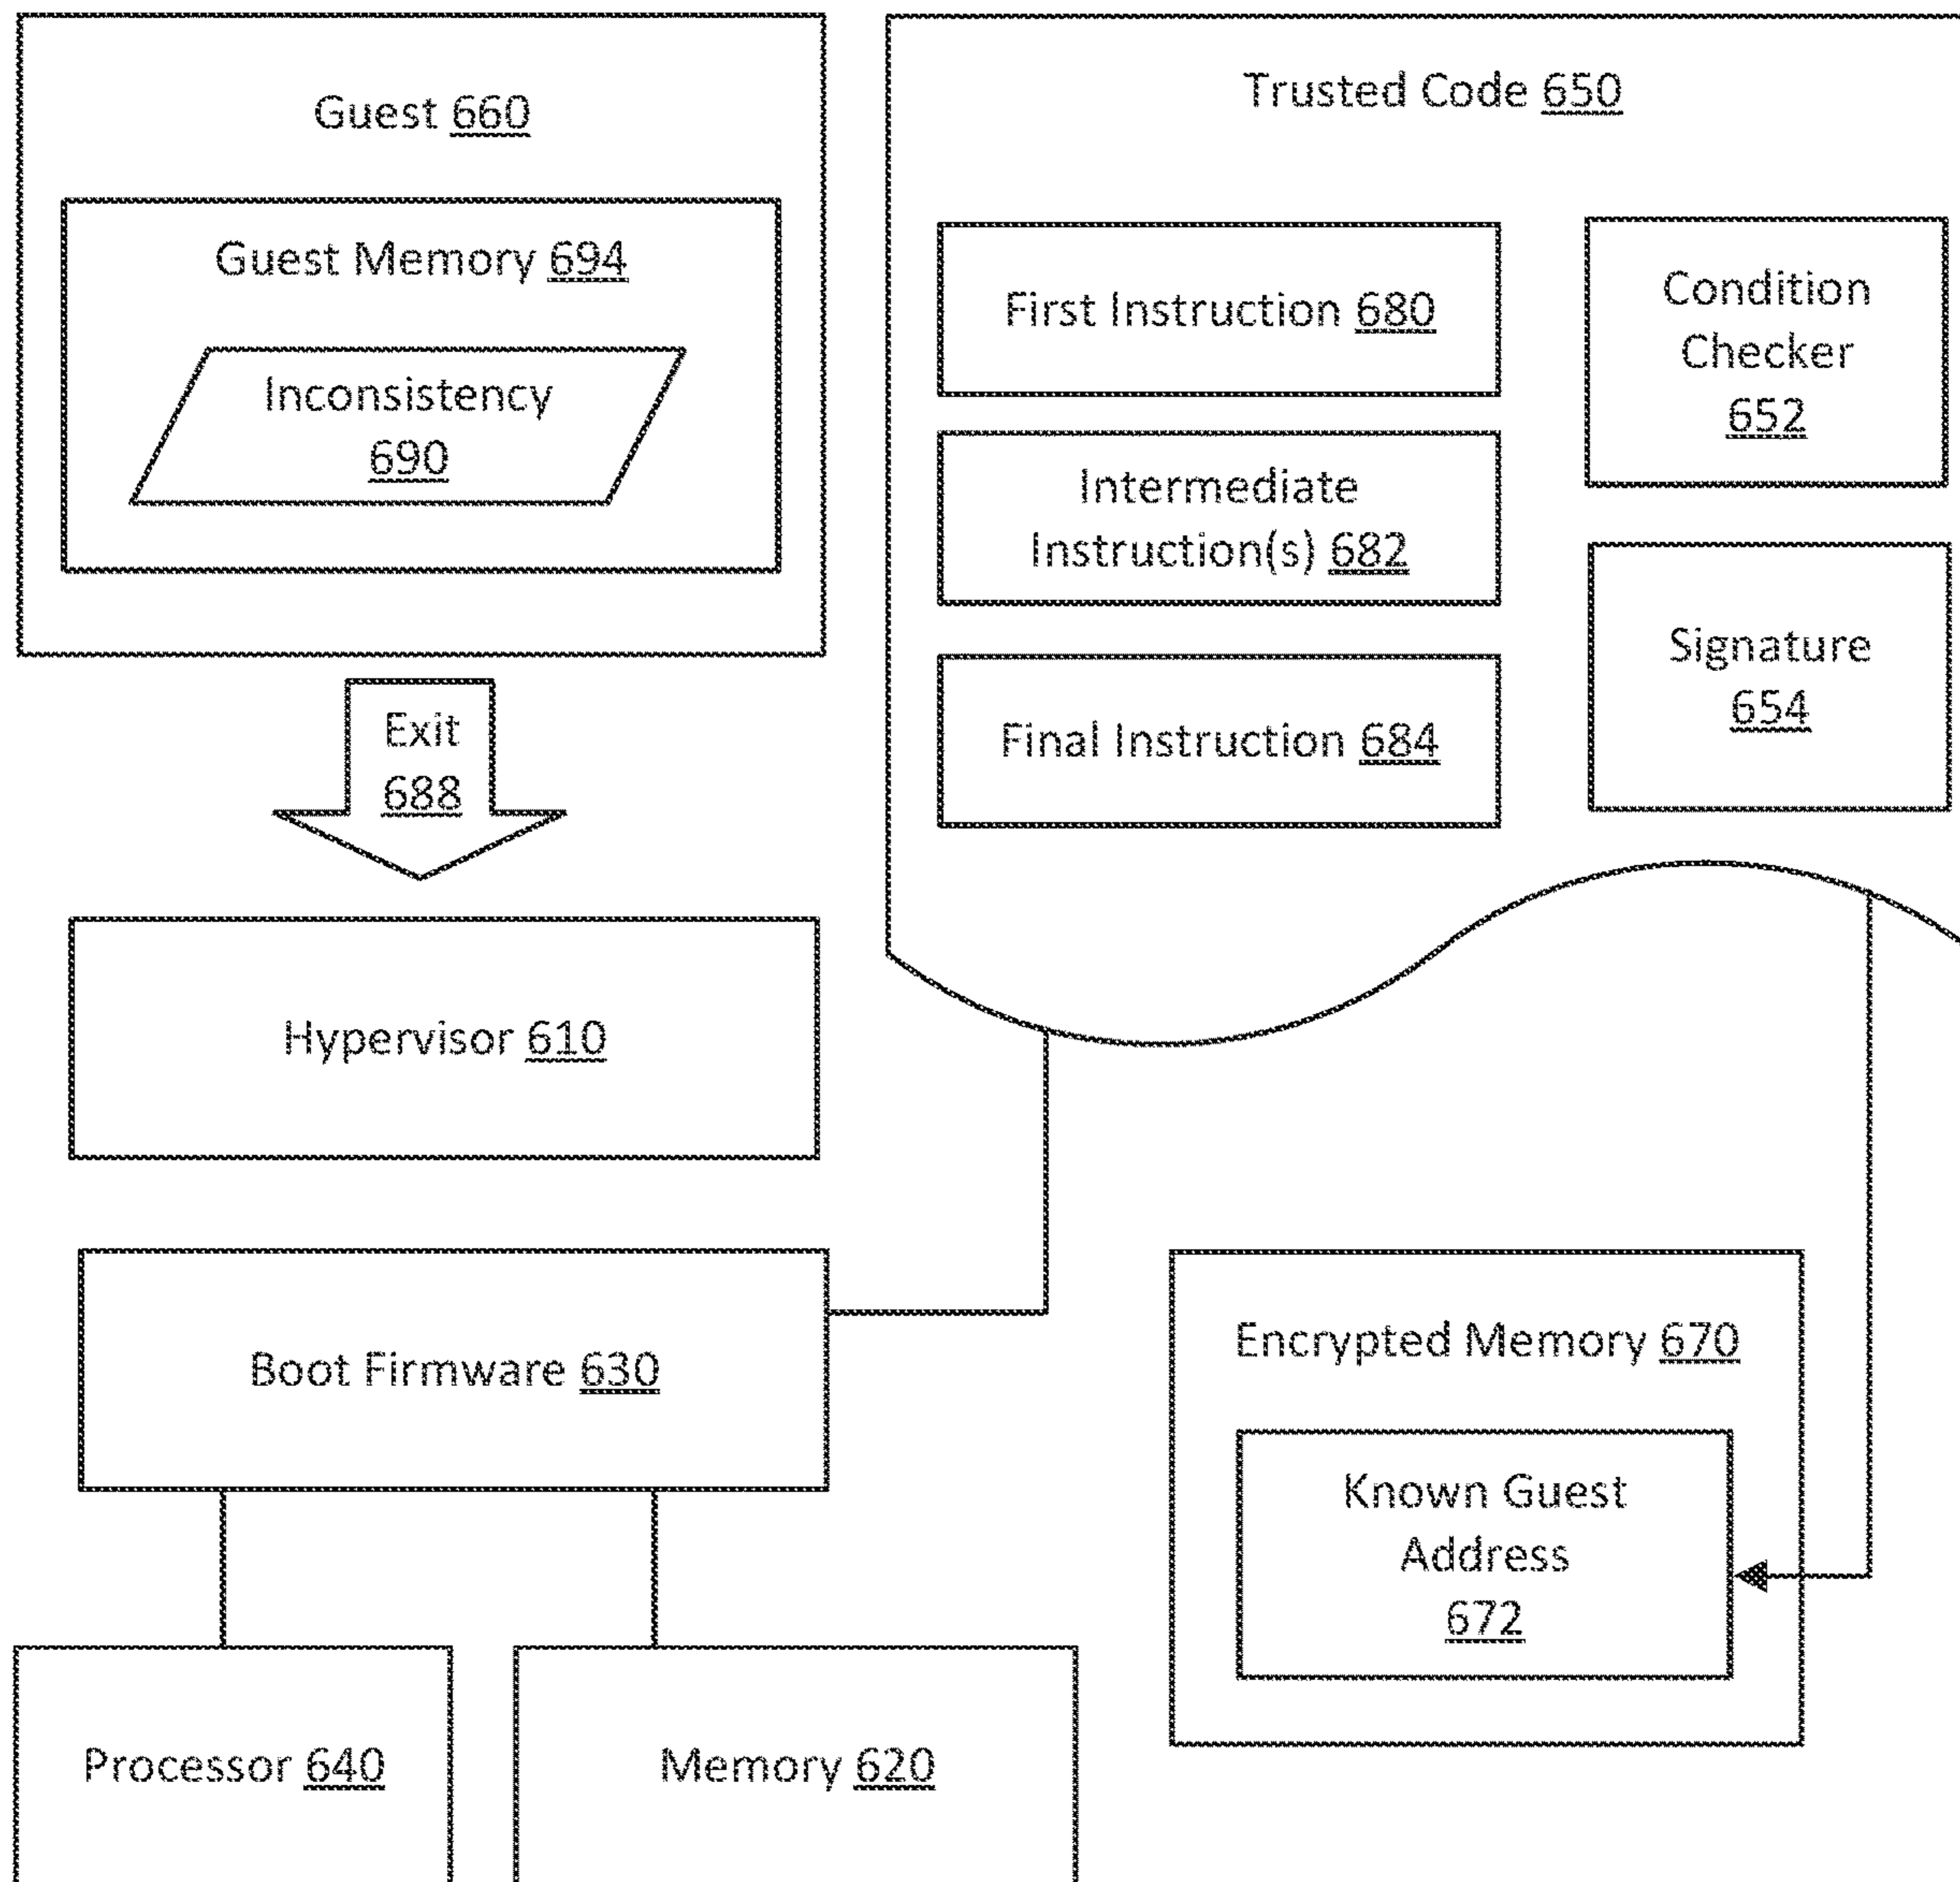 Guest 660
Guest Memory 694
Inconsistency
690
Exit
688
Hypervisor 610
Boot Firmware 630
Processor 640
Memory 620
Trusted Code 650
First Instruction 680
Intermediate
Instruction(s) 682
Final Instruction 684
Condition
Checker
652
Signature
654
Encrypted Memory 670
Known Guest
Address
672